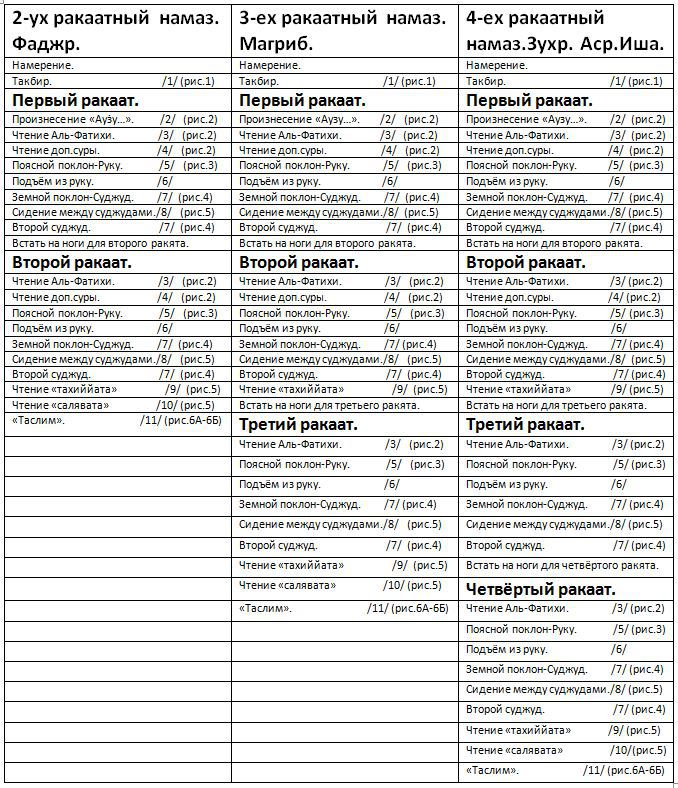 2-ух ракаатный намаз.
Фаджр.
Намерение.
Такбир. /1/ (рис.1)
Первый ракаат.
Произнесение «Аузу...». /2/ (рис.2)
Чтение Аль-Фатихи. /3/ (рис.2)
Чтение доп.суры. /4/ (рис.2)
Поясной поклон-Руку. /5/ (рис.3)
Подъём из руку. /6/
Земной поклон-Суджуд. /7/ (рис.4)
Сидение между суджудами./8/ (рис.5)
Второй суджуд. /7/ (рис.4)
Встать на ноги для второго ракята.
Второй ракаат.
Чтение Аль-Фатихи. /3/ (рис.2)
Чтение доп.суры. /4/ (рис.2)
Поясной поклон-Руку. /5/ (рис.3)
Подъём из руку. /6/
Земной поклон-Суджуд. /7/ (рис.4)
Сидение между суджудами./8/ (рис.5)
Второй суджуд. /7/ (рис.4)
Чтение «тахиййата» /9/ (рис.5)
Чтение «салявата» /10/ (рис.5)
«Таслим». /11/ (рис.6А-6Б)
3-ех ракаатный намаз.
Магриб.
Намерение.
Такбир. /1/ (рис.1)
Первый ракаат.
Произнесение «Аузу...». /2/ (рис.2)
Чтение Аль-Фатихи. /3/ (рис.2)
Чтение доп.суры. /4/ (рис.2)
Поясной поклон-Руку. /5/ (рис.3)
Подъём из руку. /6/
Земной поклон-Суджуд. /7/ (рис.4)
Сидение между суджудами./8/ (рис.5)
Второй суджуд. /7/ (рис.4)
Встать на ноги для второго ракята.
Второй ракаат.
Чтение Аль-Фатихи. /3/ (рис.2)
Чтение доп.суры. /4/ (рис.2)
Поясной поклон-Руку. /5/ (рис.3)
Подъём из руку. /6/
Земной поклон-Суджуд. /7/ (рис.4)
Сидение между суджудами./8/ (рис.5)
Второй суджуд. /7/ (рис.4)
Чтение «тахиййата» /9/ (рис.5)
Встать на ноги для третьего ракята.
Третий ракаат.
Чтение Аль-Фатихи. /3/ (рис.2)
Поясной поклон-Руку. /5/ (рис.3)
Подъём из руку. /6/
Земной поклон-Суджуд. /7/ (рис.4)
Сидение между суджудами./8/ (рис.5)
Второй суджуд. /7/ (рис.4)
Чтение «тахиййата» /9/ (рис.5)
Чтение «салявата» /10/ (рис.5)
«Таслим». /11/ (рис.6А-6Б)
4-ех ракаатный
намаз.Зухр. Аср.Иша.
Намерение.
Такбир. /1/ (рис.1)
Первый ракаат.
Произнесение «Аузу...». /2/ (рис.2)
Чтение Аль-Фатихи. /3/ (рис.2)
Чтение доп.суры. /4/ (рис.2)
Поясной поклон-Руку. /5/ (рис.3)
Подъём из руку. /6/
Земной поклон-Суджуд. /7/ (рис.4)
Сидение между суджудами./8/ (рис.5)
Второй суджуд. /7/ (рис.4)
Встать на ноги для второго ракята.
Второй ракаат.
Чтение Аль-Фатихи. /3/ (рис.2)
Чтение доп.суры. /4/ (рис.2)
Поясной поклон-Руку. /5/ (рис.3)
Подъём из руку. /6/
Земной поклон-Суджуд. /7/ (рис.4)
Сидение между суджудами./8/ (рис.5)
Второй суджуд. /7/ (рис.4)
Чтение «тахиййата» /9/ (рис.5)
Встать на ноги для третьего ракята.
Третий ракаат.
Чтение Аль-Фатихи. /3/ (рис.2)
Поясной поклон-Руку. /5/ (рис.3)
Подъём из руку. /6/
Земной поклон-Суджуд. /7/ (рис.4)
Сидение между суджудами./8/ (рис.5)
Второй суджуд. /7/ (рис.4)
Встать на ноги для четвёртого ракята.
Четвёртый ракаат.
Чтение Аль-Фатихи. /3/ (рис.2)
Поясной поклон-Руку. /5/ (рис.3)
Подъём из руку. /6/
Земной поклон-Суджуд. /7/ (рис.4)
Сидение между суджудами./8/ (рис.5)
Второй суджуд. /7/ (рис.4)
Чтение «тахиййата» /9/ (рис.5)
Чтение «салявата» /10/(рис.5)
«Таслим». /11/ (рис.6А-6Б)